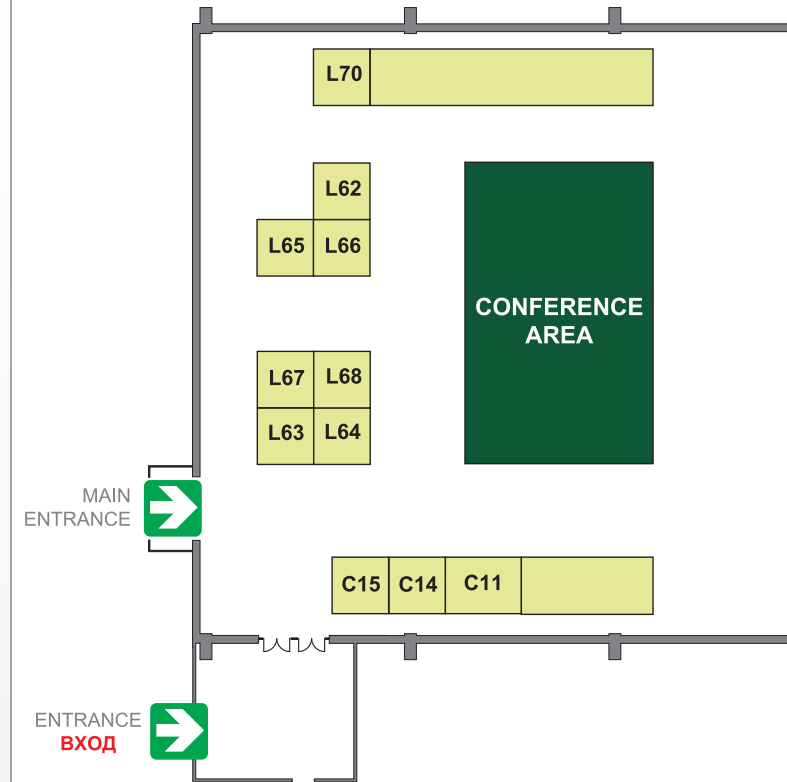 L70
L62
L65
L66
CONFERENCE
AREA
L67
L68
L63
L64
MAIN
ENTRANCE
C15
C14
C11
ENTRANCE
ВХОД